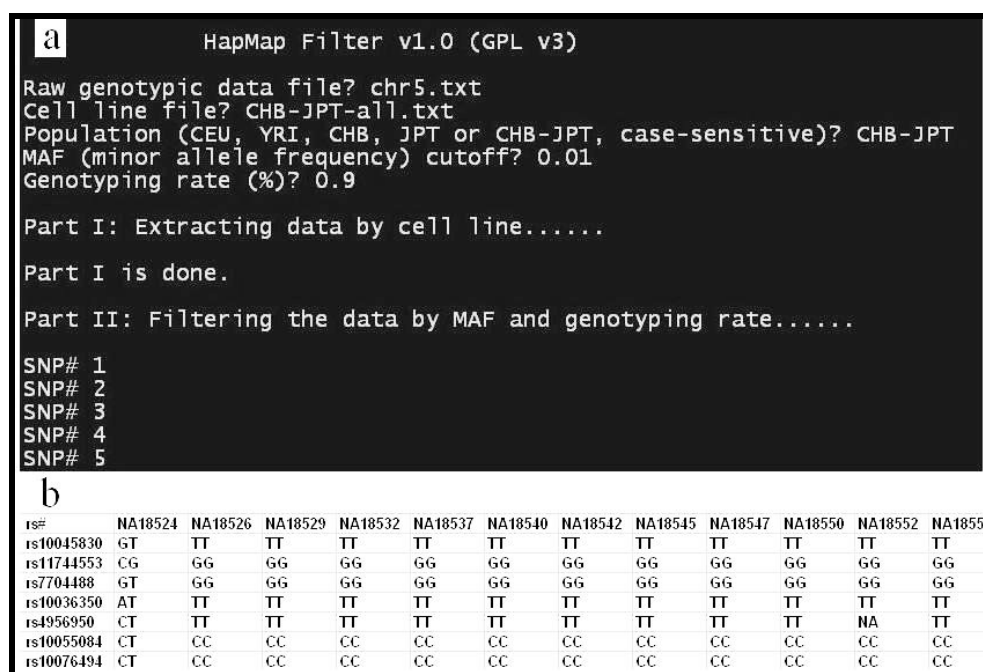 a
HapMap Filter v1.0 (GPL v3)
Raw genotypic data file? chr5.txt
Cell line file? CHB-JPT-all.txt
Population (CEU, YRI, CHB, JPT or CHB-JPT, case-sensitive)? CHB-JPT
MAF (minor allele frequency) cutoff? 0.01
Genotyping rate (%)? 0.9
Part I: Extracting data by cell line......
Part I is done.
Part II: Filtering the data by MAF and genotyping rate......
SNP# 1
SNP# 2
SNP# 3
SNP# 4
SNP# 5
b
rs# NA18524 NA18526 NA18529 NA18532 NA18537 NA18540 NA18542 NA18545 NA18547 NA18550 NA18552 NA1855
rs10045830 GT TT TT TT TT TT TT TT TT TT TT TT
rs11744553 CG GG GG GG GG GG GG GG GG GG GG GG
rs7704488 GT GG GG GG GG GG GG GG GG GG GG GG
rs10036350 AT TT TT TT TT TT TT TT TT TT TT TT
rs4956950 CT TT TT TT TT TT TT TT TT TT NA TT
rs10055084 CT CC CC CC CC CC CC CC CC CC CC CC
rs10076494 CT CC CC CC CC CC CC CC CC CC CC CC